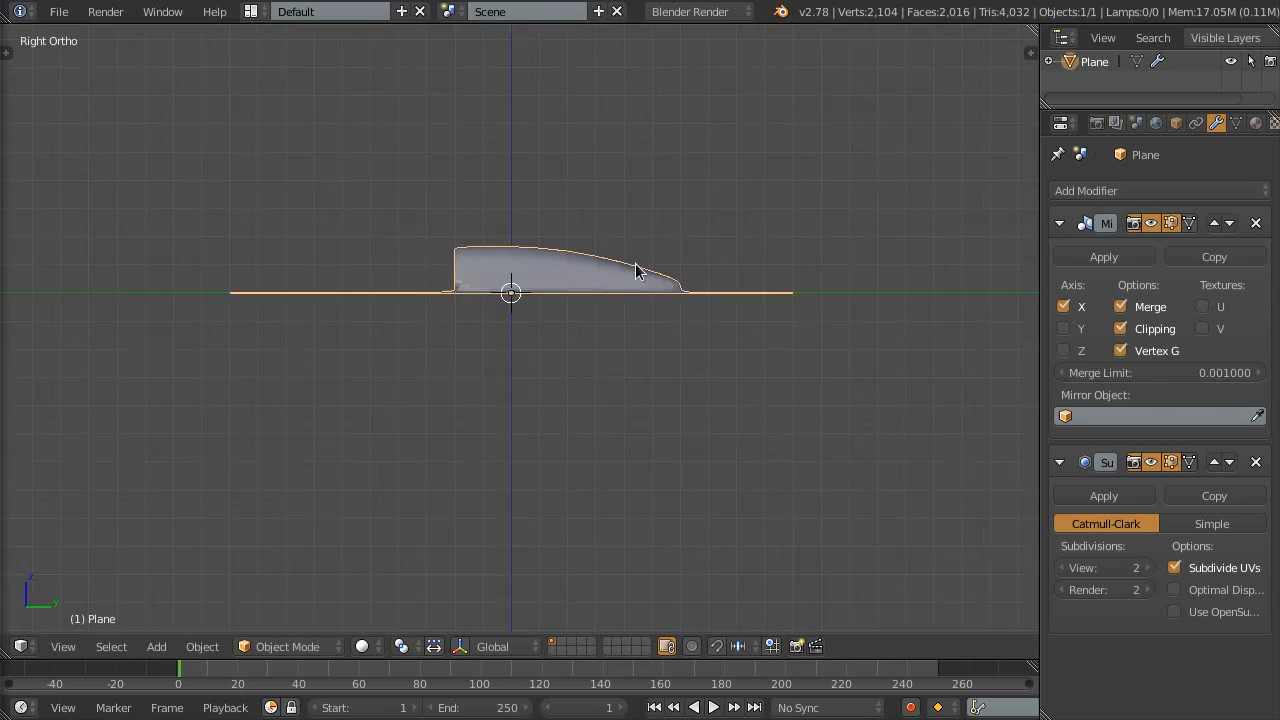 File Render Window Help Default Scene Blender Render v2.78 | Verts:2,104 | Faces:2,016 | Tris:4,032 | Objects:1/1 | Lamps:0/0 | Mem:17.05M (0.11M)
Right Ortho
View Search Visible Layers
Plane
Plane
Add Modifier
Mi
Apply Copy
Axis: Options: Textures:
X Merge U
Y Clipping V
Z Vertex G
Merge Limit: 0.001000
Mirror Object:
Su
Apply Copy
Catmull-Clark Simple
Subdivisions: Options:
View: 2 Subdivide UVs
Render: 2 Optimal Disp...
Use OpenSu...
z
y
(1) Plane
View Select Add Object Object Mode Global
-40 -20 0 20 40 60 80 100 120 140 160 180 200 220 240 260
View Marker Frame Playback Start: 1 End: 250 1 No Sync